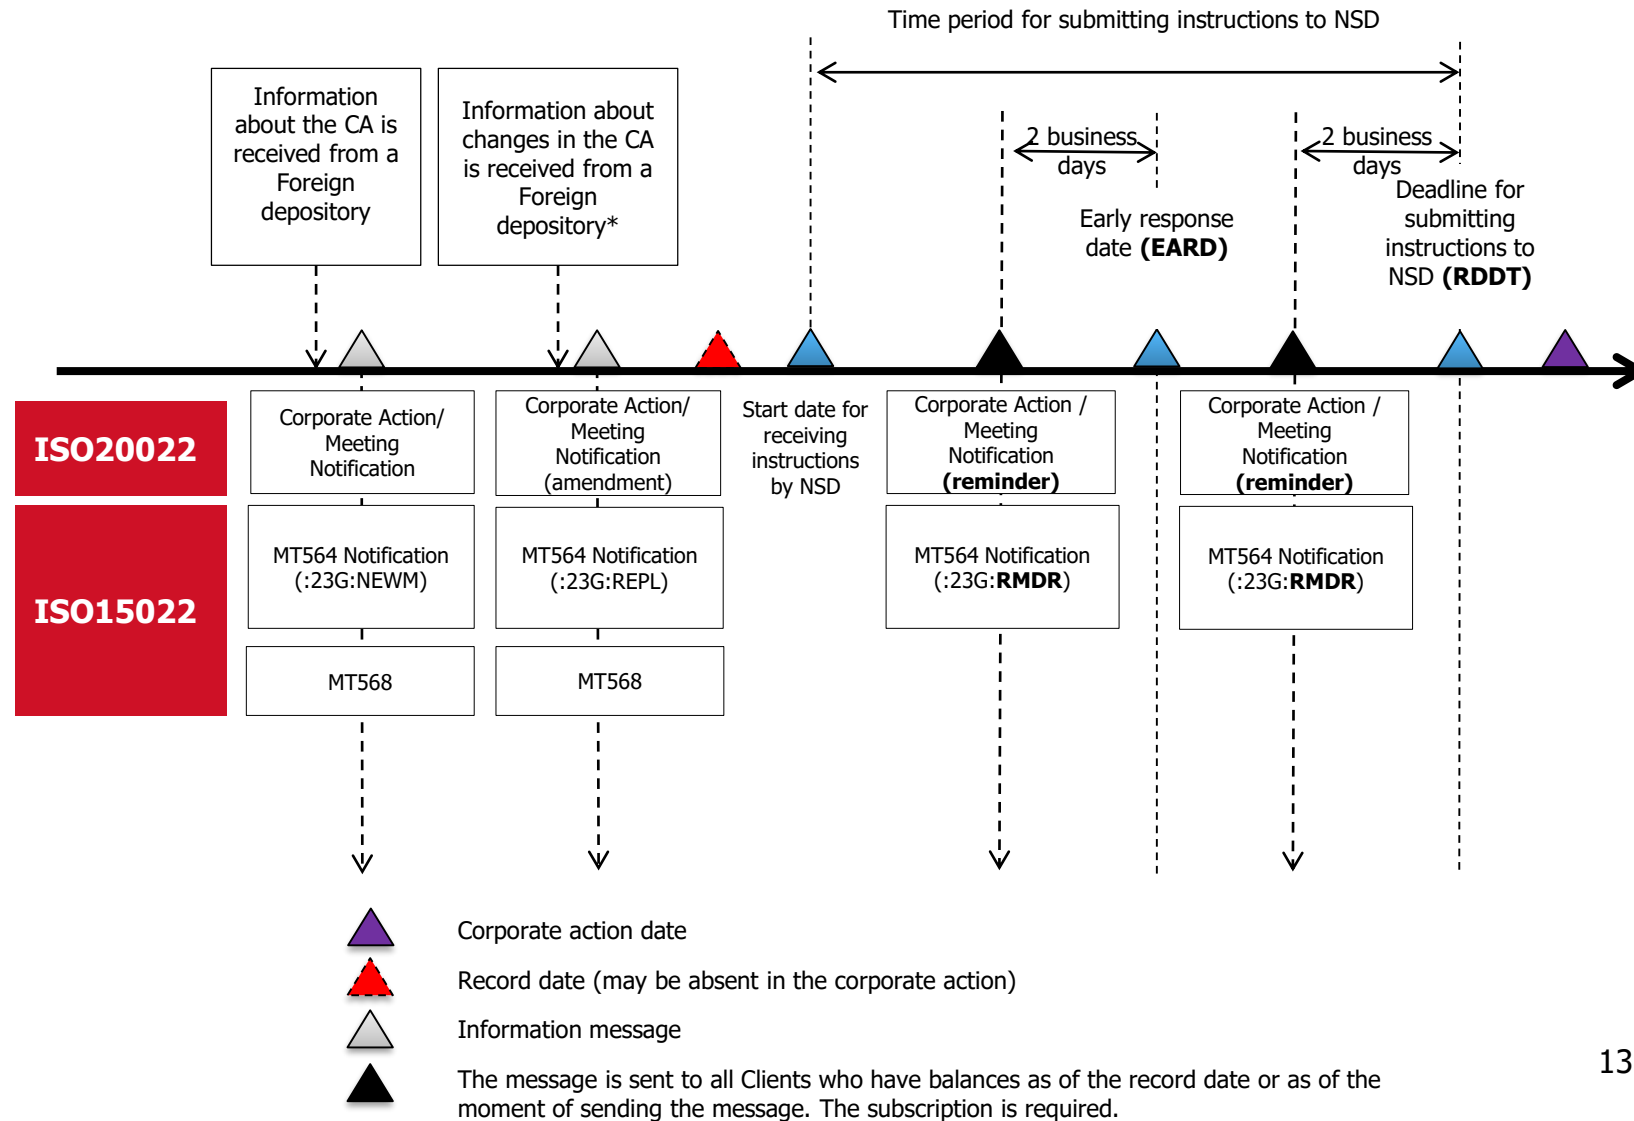 Time period for submitting instructions to NSD
Information
about the CA is
received from a
Foreign
depository
Information about
changes in the CA
is received from a
Foreign
depository*
2 business
days
2 business
days
Early response
date (EARD)
Deadline for
submitting
instructions to
NSD (RDDT)
ISO20022
Corporate Action/
Meeting
Notification
Corporate Action/
Meeting
Notification
(amendment)
Start date for
receiving
instructions
by NSD
Corporate Action /
Meeting
Notification
(reminder)
Corporate Action /
Meeting
Notification
(reminder)
ISO15022
MT564 Notification
(:23G:NEWM)
MT564 Notification
(:23G:REPL)
MT564 Notification
(:23G:RMDR)
MT564 Notification
(:23G:RMDR)
MT568
MT568
Corporate action date
Record date (may be absent in the corporate action)
Information message
The message is sent to all Clients who have balances as of the record date or as of the
moment of sending the message. The subscription is required.
13